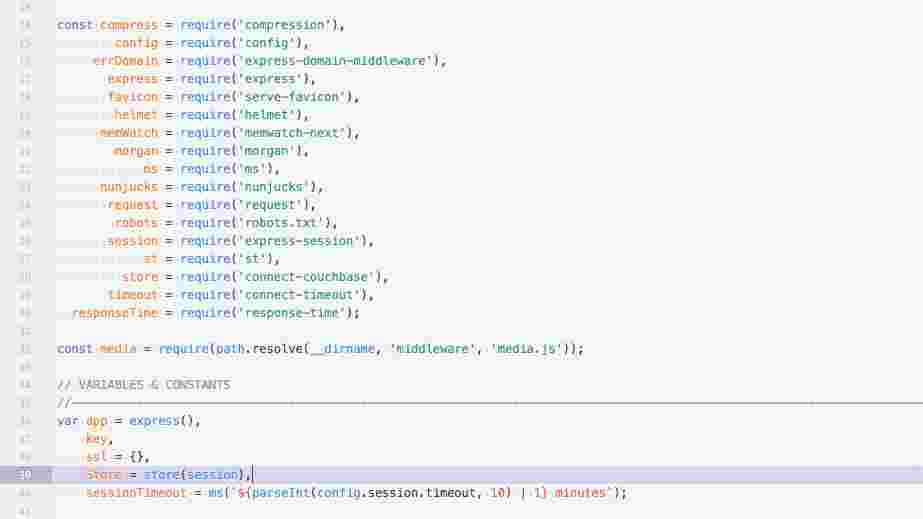 const compress = require('compression'),
config = require('config'),
errDomain = require('express-domain-middleware'),
express = require('express'),
favicon = require('serve-favicon'),
helmet = require('helmet'),
memWatch = require('memwatch-next'),
morgan = require('morgan'),
ms = require('ms'),
nunjucks = require('nunjucks'),
request = require('request'),
robots = require('robots.txt'),
session = require('express-session'),
st = require('st'),
store = require('connect-couchbase'),
timeout = require('connect-timeout'),
responseTime = require('response-time');
const media = require(path.resolve(__dirname, 'middleware', 'media.js'));
// VARIABLES & CONSTANTS
//
var app = express(),
key,
ssl = {},
39 Store = store(session),
sessionTimeout = ms(`${parseInt(config.session.timeout, 10) | 1} minutes`);